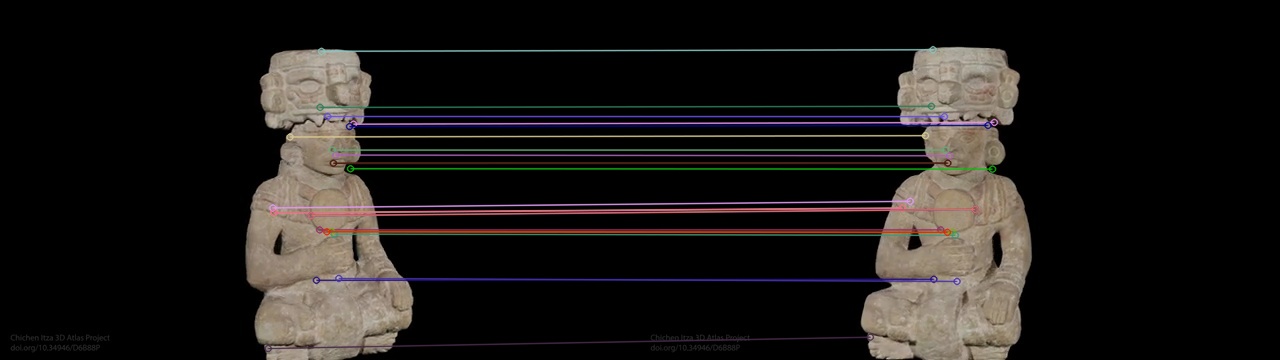 Chichen Itza 3D Atlas Project
doi.org/10.34946/D6B88P
Chichen Itza 3D Atlas Project
doi.org/10.34946/D6B88P